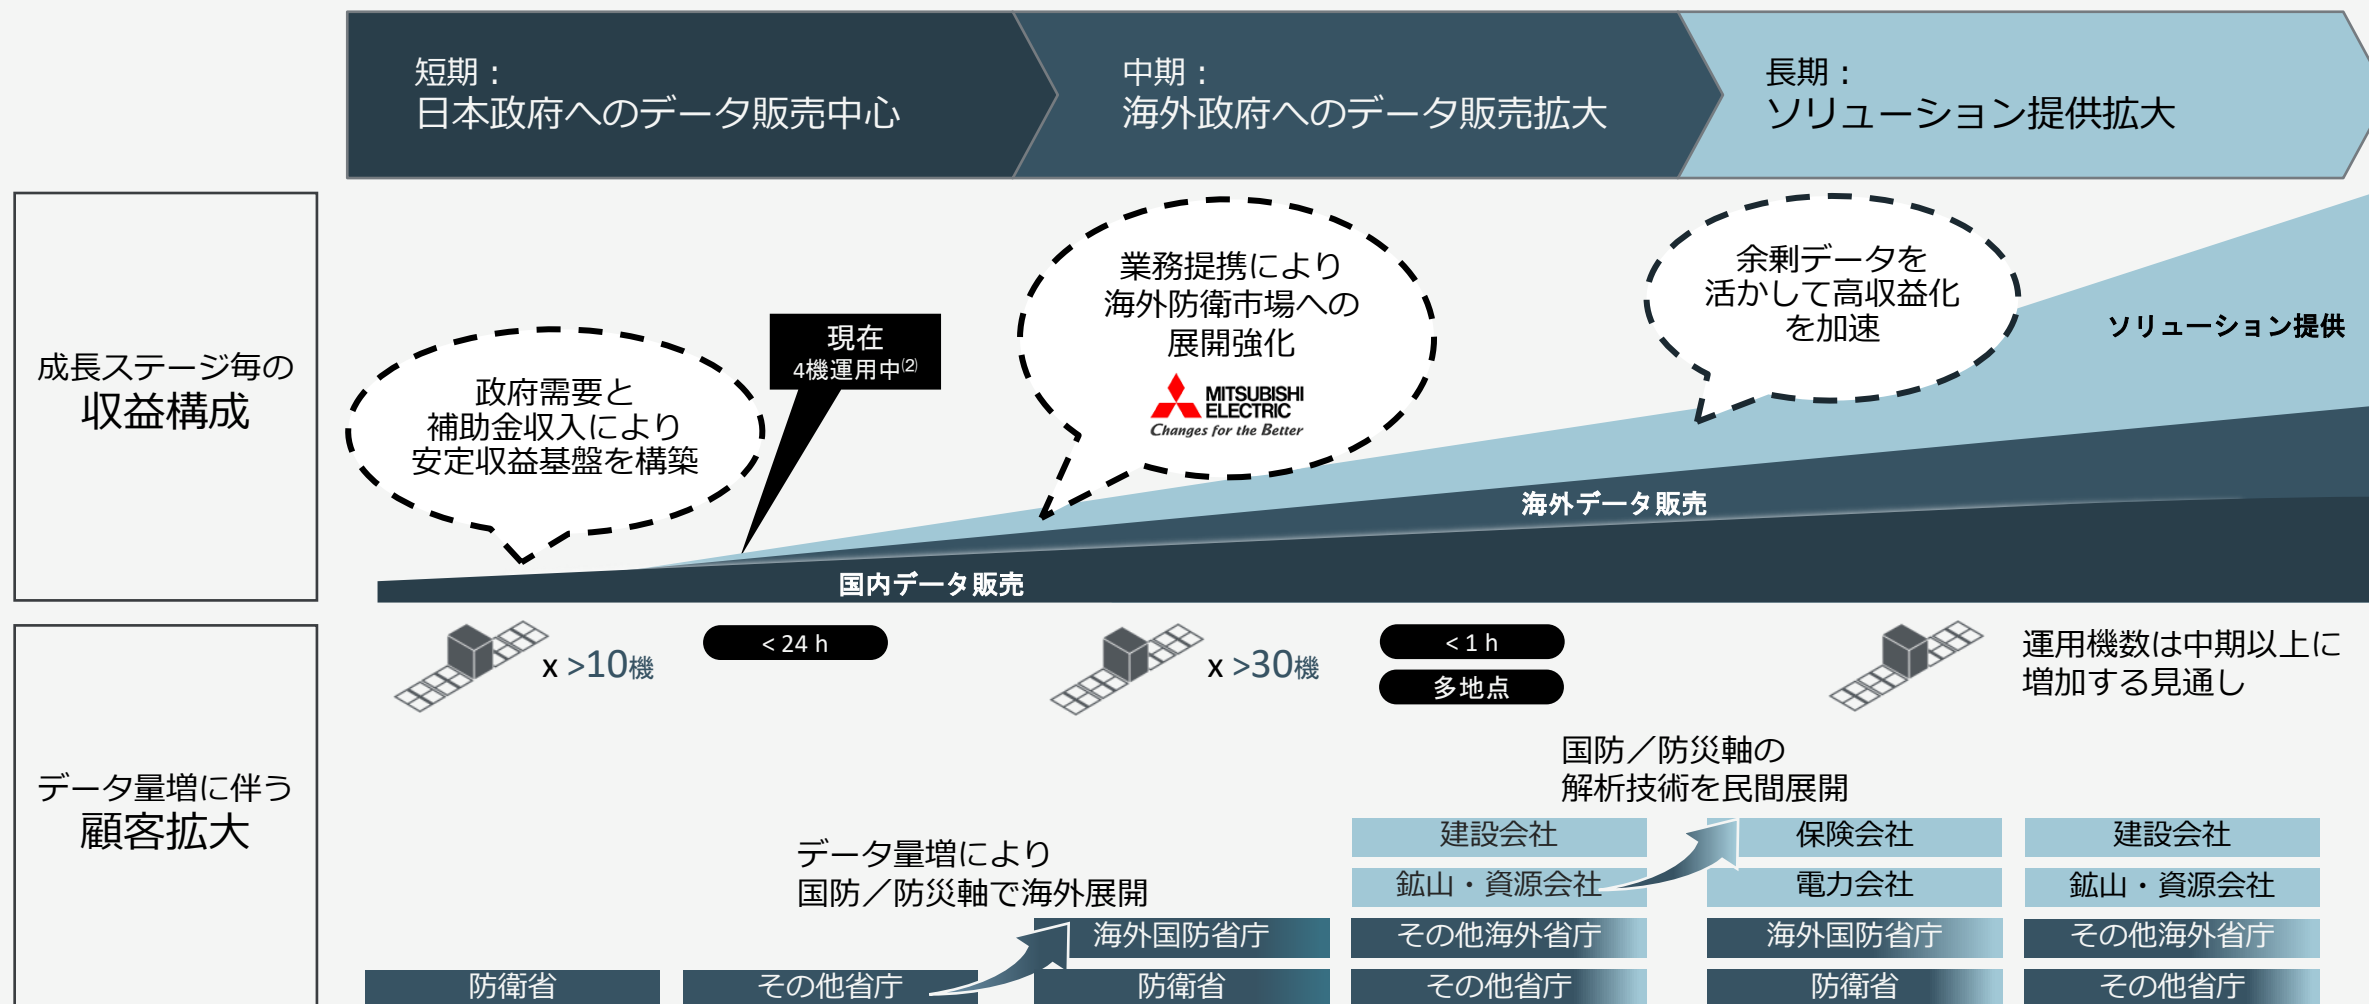 短期：
日本政府へのデータ販売中心
中期：
海外政府へのデータ販売拡大
長期：
ソリューション提供拡大
成長ステージ毎の
収益構成
政府需要と
補助金収入により
安定収益基盤を構築
現在
4機運用中(2)
業務提携により
海外防衛市場への
展開強化
MITSUBISHI
ELECTRIC
Changes for the Better
余剰データを
活かして高収益化
を加速
ソリューション提供
海外データ販売
国内データ販売
データ量増に伴う
顧客拡大
x >10機
< 24 h
x >30機
< 1 h
多地点
運用機数は中期以上に
増加する見通し
データ量増により
国防／防災軸で海外展開
国防／防災軸の
解析技術を民間展開
防衛省
その他省庁
建設会社
鉱山・資源会社
海外国防省庁
その他海外省庁
防衛省
その他省庁
保険会社
建設会社
電力会社
鉱山・資源会社
海外国防省庁
その他海外省庁
防衛省
その他省庁